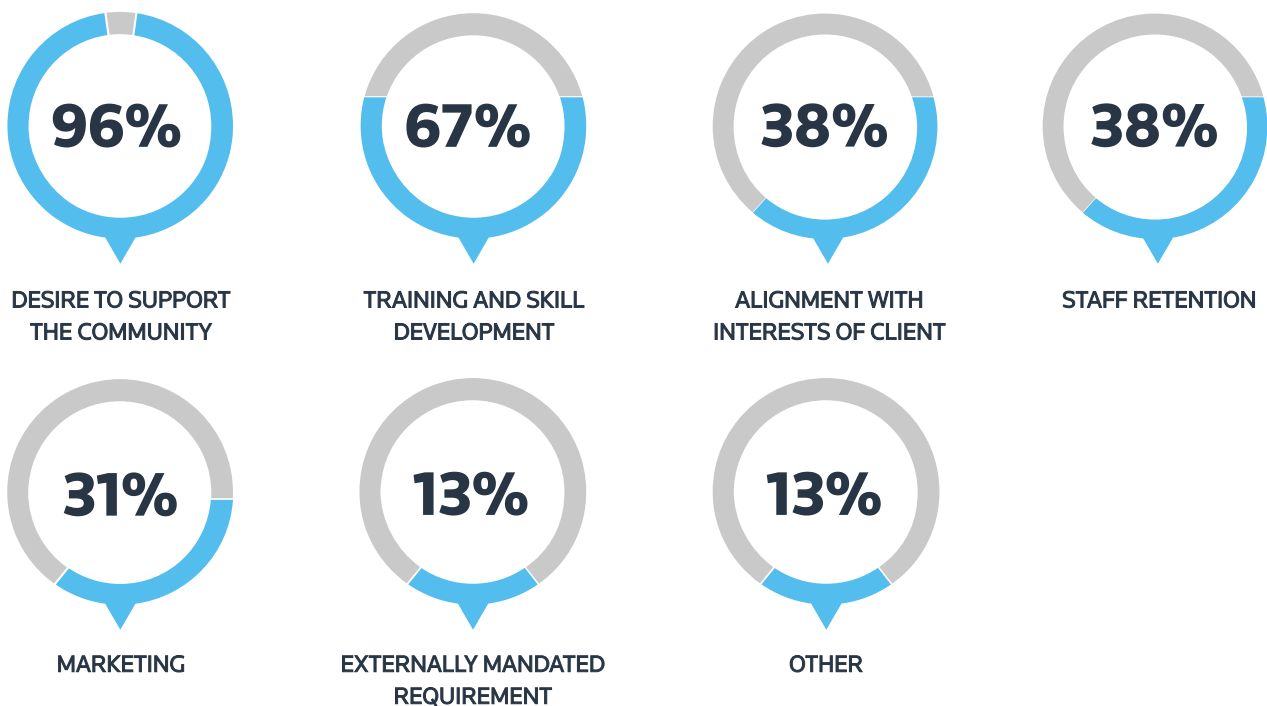 96%
67%
38%
38%
DESIRE TO SUPPORT
THE COMMUNITY
TRAINING AND SKILL
DEVELOPMENT
ALIGNMENT WITH
INTERESTS OF CLIENT
STAFF RETENTION
31%
13%
13%
MARKETING
EXTERNALLY MANDATED
REQUIREMENT
OTHER